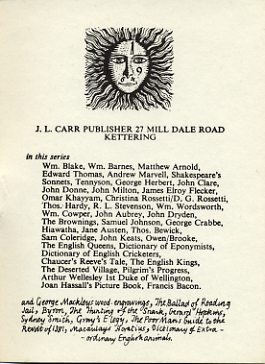 J. L. CARR PUBLISHER 27 MILL DALE ROAD
KETTERING
In this series
Wm. Blake, Wm. Barnes, Matthew Arnold,
Edward Thomas, Andrew Marvell, Shakespeare's
Sonnets, Tennyson, George Herbert, John Clare,
John Donne, John Milton, James Elroy Flecker,
Omar Khayyam, Christina Rossetti/D. G. Rossetti,
Thos. Hardy, R. L. Stevenson, Wm. Wordsworth,
Wm. Cowper, John Aubrey, John Dryden,
The Brownings, Samuel Johnson, George Crabbe,
Hiawatha, Jane Austen, Thos. Bewick,
Sam Coleridge, John Keats, Owen/Brooke,
The English Queens, Dictionary of Eponymists,
Dictionary of English Cricketers,
Chaucer's Reeve's Tale, The English Kings,
The Deserted Village, Pilgrim's Progress,
Arthur Wellesley 1st Duke of Wellington,
Joan Hassall's Picture Book, Francis Bacon.
and George Mackleys wood-engravings, The Ballad of Reading
Jail, Byron, The Hunting of the Snark, Gerard Hopkins,
Sydney Smith, Gray's Elegy, The Poor Man's Guide to the
Revolt of 1381, Macaulays Horatius, Dictionary of Extra-
-ordinary English animals.